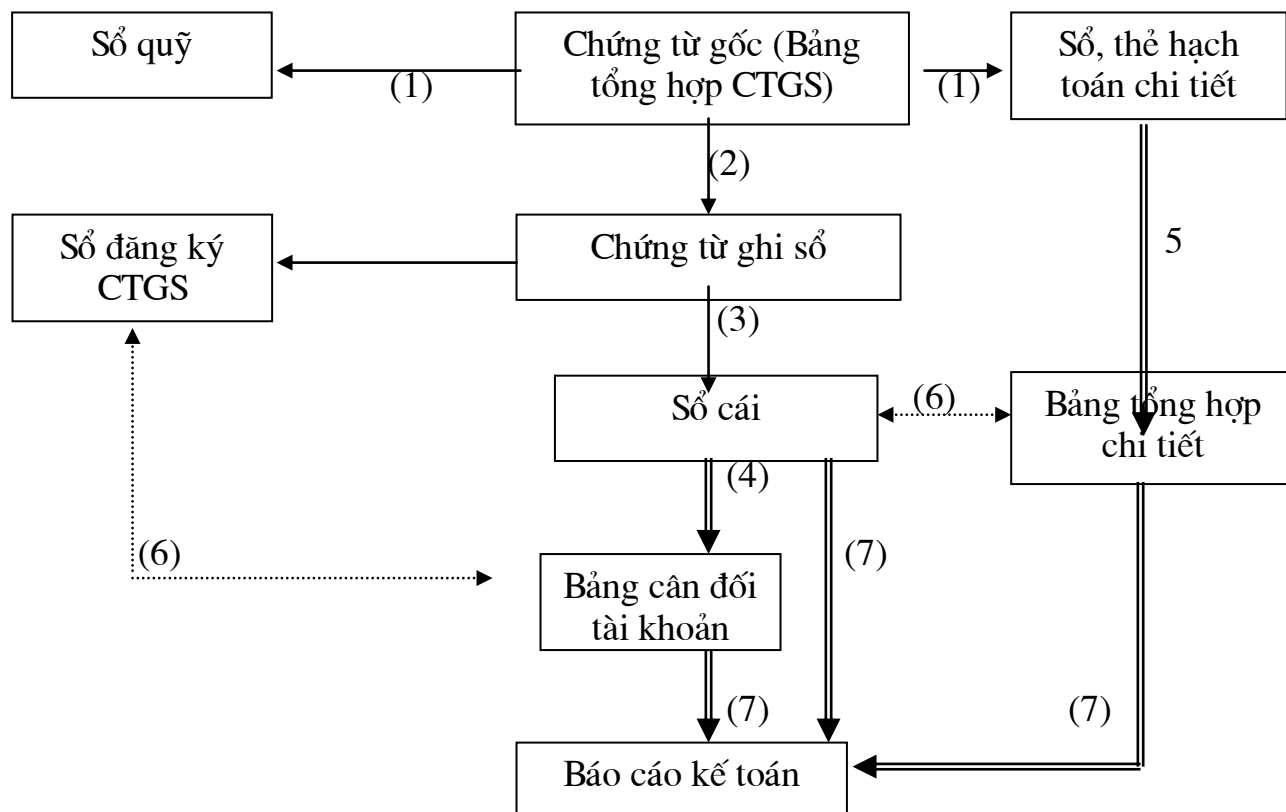 Sổ quỹ
Chứng từ gốc (Bảng
tổng hợp CTGS)
Sổ, thẻ hạch
toán chi tiết
(1)
(1)
(2)
Sổ đăng ký
CTGS
Chứng từ ghi sổ
5
(3)
Sổ cái
(6)
Bảng tổng hợp
chi tiết
(4)
(6)
(7)
Bảng cân đối
tài khoản
(7)
(7)
Báo cáo kế toán